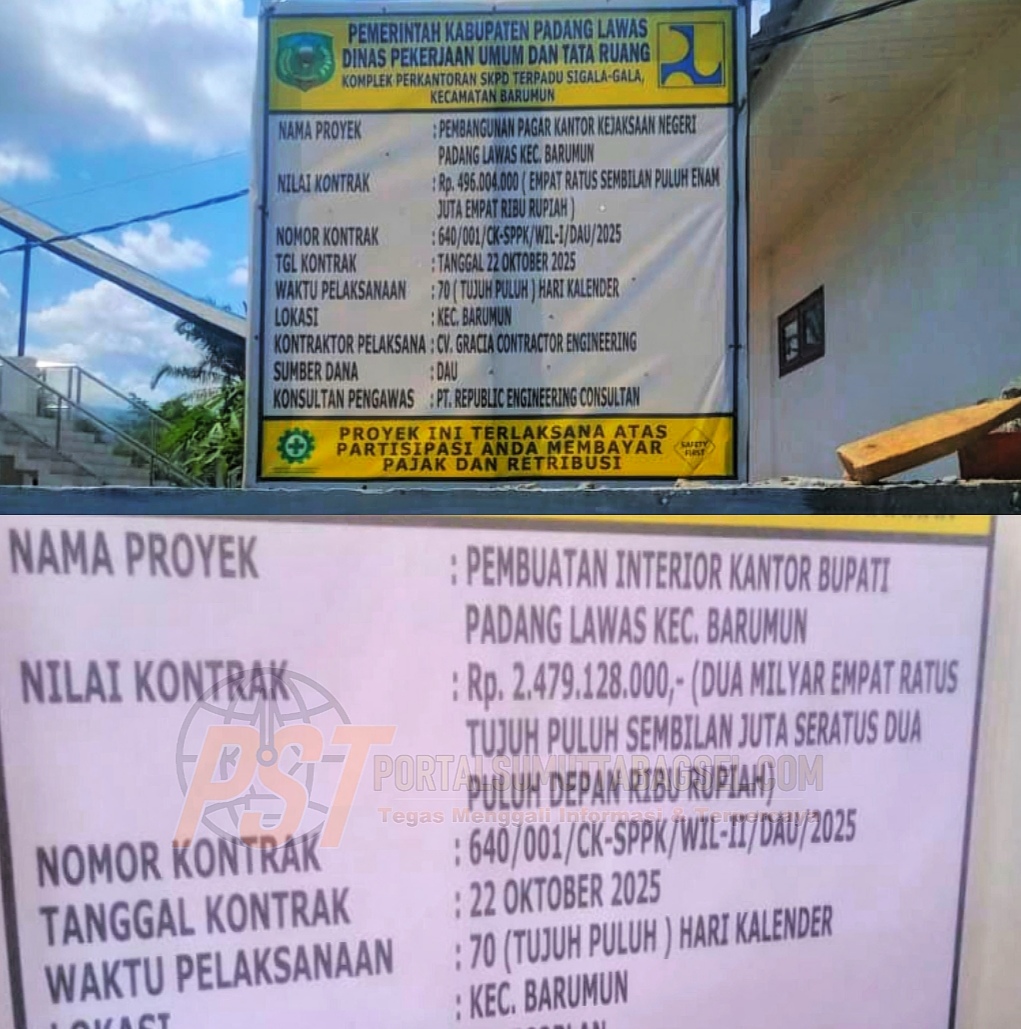 PEMERINTAH KABUPATEN PADANG LAWAS
DINAS PEKERJAAN UMUM DAN TATA RUANG
KOMPLEK PERKANTORAN SKPD TERPADU SIGALA-GALA,
KECAMATAN BARUMUN
NAMA PROYEK : PEMBANGUNAN PAGAR KANTOR KEJAKSAAN NEGERI
PADANG LAWAS KEC. BARUMUN
NILAI KONTRAK : Rp. 496.004.000 ( EMPAT RATUS SEMBILAN PULUH ENAM
JUTA EMPAT RIBU RUPIAH )
NOMOR KONTRAK : 640/001/CK-SPPK/WIL-I/DAU/2025
TGL KONTRAK : TANGGAL 22 OKTOBER 2025
WAKTU PELAKSANAAN : 70 ( TUJUH PULUH ) HARI KALENDER
LOKASI : KEC. BARUMUN
KONTRAKTOR PELAKSANA : CV. GRACIA CONTRACTOR ENGINEERING
SUMBER DANA : DAU
KONSULTAN PENGAWAS : PT. REPUBLIC ENGINEERING CONSULTAN
PROYEK INI TERLAKSANA ATAS
PARTISIPASI ANDA MEMBAYAR
PAJAK DAN RETRIBUSI
SAFETY
FIRST
NAMA PROYEK : PEMBUATAN INTERIOR KANTOR BUPATI
PADANG LAWAS KEC. BARUMUN
NILAI KONTRAK : Rp. 2.479.128.000,- (DUA MILYAR EMPAT RATUS
TUJUH PULUH SEMBILAN JUTA SERATUS DUA
PULUH DEPAN RIBU RUPIAH)
PST PORTALSUMUTTABAGSEL.COM
Tegas Menggali Informasi & Terpercaya
NOMOR KONTRAK : 640/001/CK-SPPK/WIL-II/DAU/2025
TANGGAL KONTRAK : 22 OKTOBER 2025
WAKTU PELAKSANAAN : 70 (TUJUH PULUH ) HARI KALENDER
LOKASI : KEC. BARUMUN